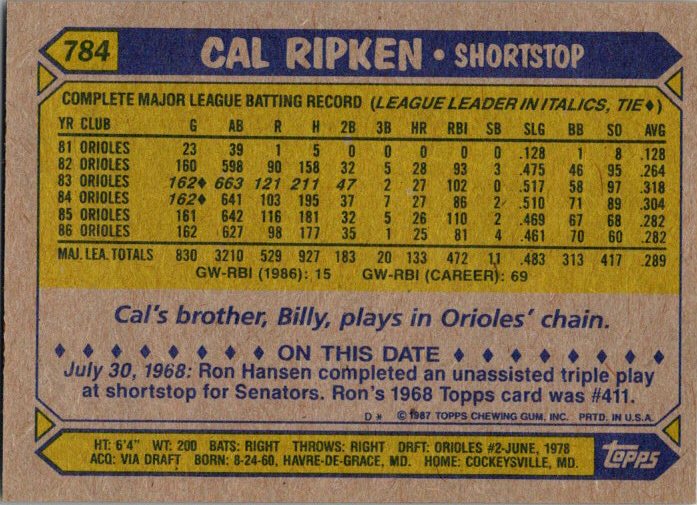 784
CAL RIPKEN • SHORTSTOP
COMPLETE MAJOR LEAGUE BATTING RECORD (LEAGUE LEADER IN ITALICS, TIE♦)
YR CLUB G AB R H 2B 3B HR RBI SB SLG BB SO AVG
81 ORIOLES 23 39 1 5 0 0 0 0 0 .128 1 8 .128
82 ORIOLES 160 598 90 158 32 5 28 93 3 .475 46 95 .264
83 ORIOLES 162♦ 663 121 211 47 2 27 102 0 .517 58 97 .318
84 ORIOLES 162♦ 641 103 195 37 7 27 86 2 .510 71 89 .304
85 ORIOLES 161 642 116 181 32 5 26 110 2 .469 67 68 .282
86 ORIOLES 162 627 98 177 35 1 25 81 4 .461 70 60 .282
MAJ. LEA. TOTALS 830 3210 529 927 183 20 133 472 11 .483 313 417 .289
GW-RBI (1986): 15 GW-RBI (CAREER): 69
Cal's brother, Billy, plays in Orioles' chain.
♦ ♦ ♦ ♦ ♦ ♦ ♦ ♦ ON THIS DATE ♦ ♦ ♦ ♦ ♦ ♦ ♦ ♦
July 30, 1968: Ron Hansen completed an unassisted triple play
at shortstop for Senators. Ron's 1968 Topps card was #411.
D* © 1987 TOPPS CHEWING GUM, INC. PRTD. IN U.S.A.
HT: 6'4" WT: 200 BATS: RIGHT THROWS: RIGHT DRFT: ORIOLES #2-JUNE, 1978
ACQ: VIA DRAFT BORN: 8-24-60, HAVRE-DE-GRACE, MD. HOME: COCKEYSVILLE, MD.
Topps